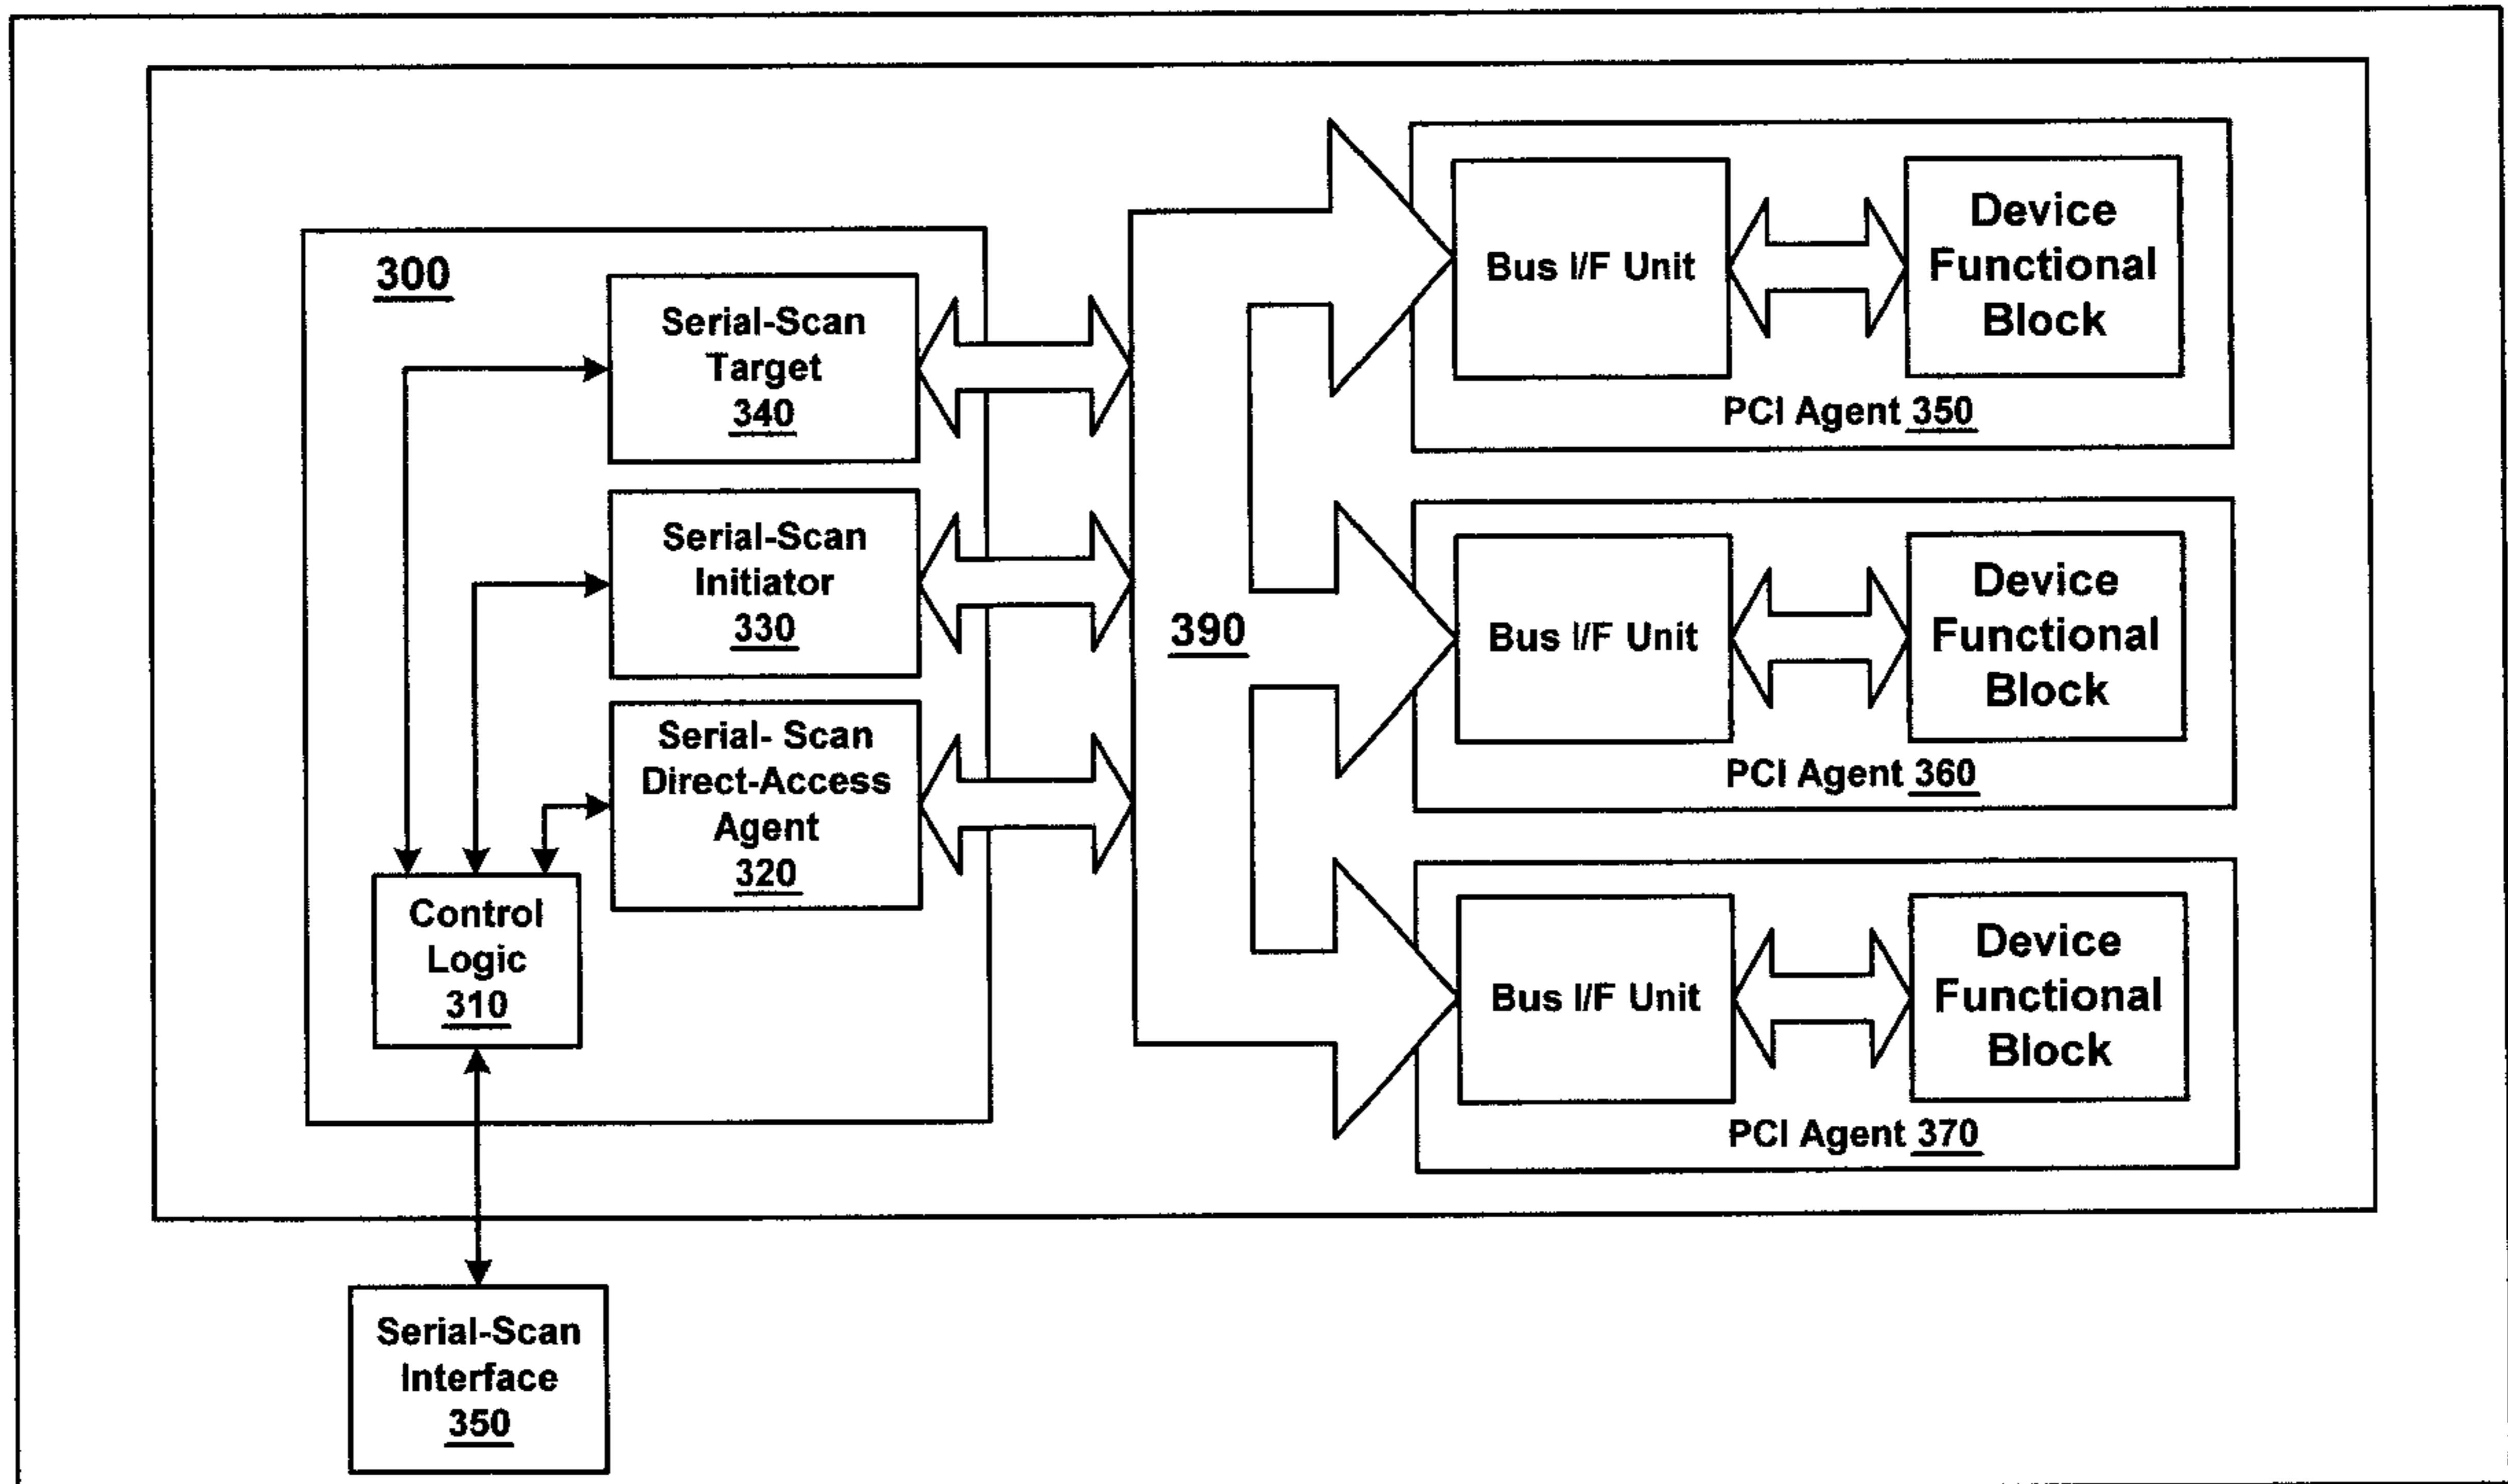 300
Serial-Scan
Target
340
Serial-Scan
Initiator
330
Serial- Scan
Direct-Access
Agent
320
Control
Logic
310
Serial-Scan
Interface
350
390
Bus I/F Unit
Device
Functional
Block
PCI Agent 350
Bus I/F Unit
Device
Functional
Block
PCI Agent 360
Bus I/F Unit
Device
Functional
Block
PCI Agent 370